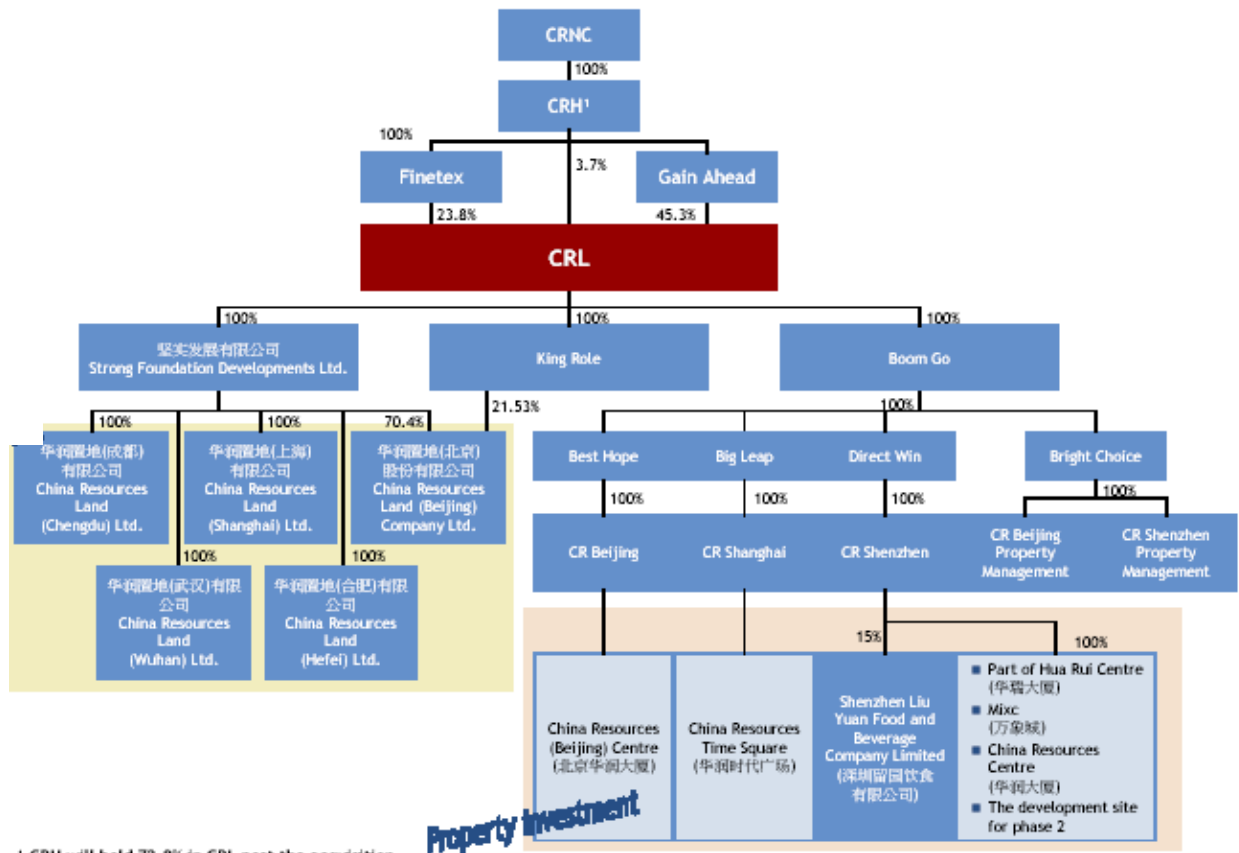 CRNC
100%
CRH¹
100%
3.7%
Finetex
Gain Ahead
23.8%
45.3%
CRL
100%
100%
100%
坚实发展有限公司
Strong Foundation Developments Ltd.
King Role
Boom Go
100%
100%
70.4%
21.53%
100%
华润置地(成都)
有限公司
China Resources
Land
(Chengdu) Ltd.
华润置地(上海)
有限公司
China Resources
Land
(Shanghai) Ltd.
华润置地(北京)
股份有限公司
China Resources
Land (Beijing)
Company Ltd.
Best Hope
Big Leap
Direct Win
Bright Choice
100%
100%
100%
100%
100%
100%
华润置地(武汉)有限
公司
China Resources
Land
(Wuhan) Ltd.
华润置地(合肥)有限
公司
China Resources
Land
(Hefei) Ltd.
CR Beijing
CR Shanghai
CR Shenzhen
CR Beijing
Property
Management
CR Shenzhen
Property
Management
15%
100%
China Resources
(Beijing) Centre
(北京华润大厦)
China Resources
Time Square
(华润时代广场)
Shenzhen Liu
Yuan Food and
Beverage
Company Limited
(深圳留园饮食
有限公司)
■ Part of Hua Rui Centre
(华瑞大厦)
■ Mixc
(万象城)
■ China Resources
Centre
(华润大厦)
■ The development site
for phase 2
Property investment